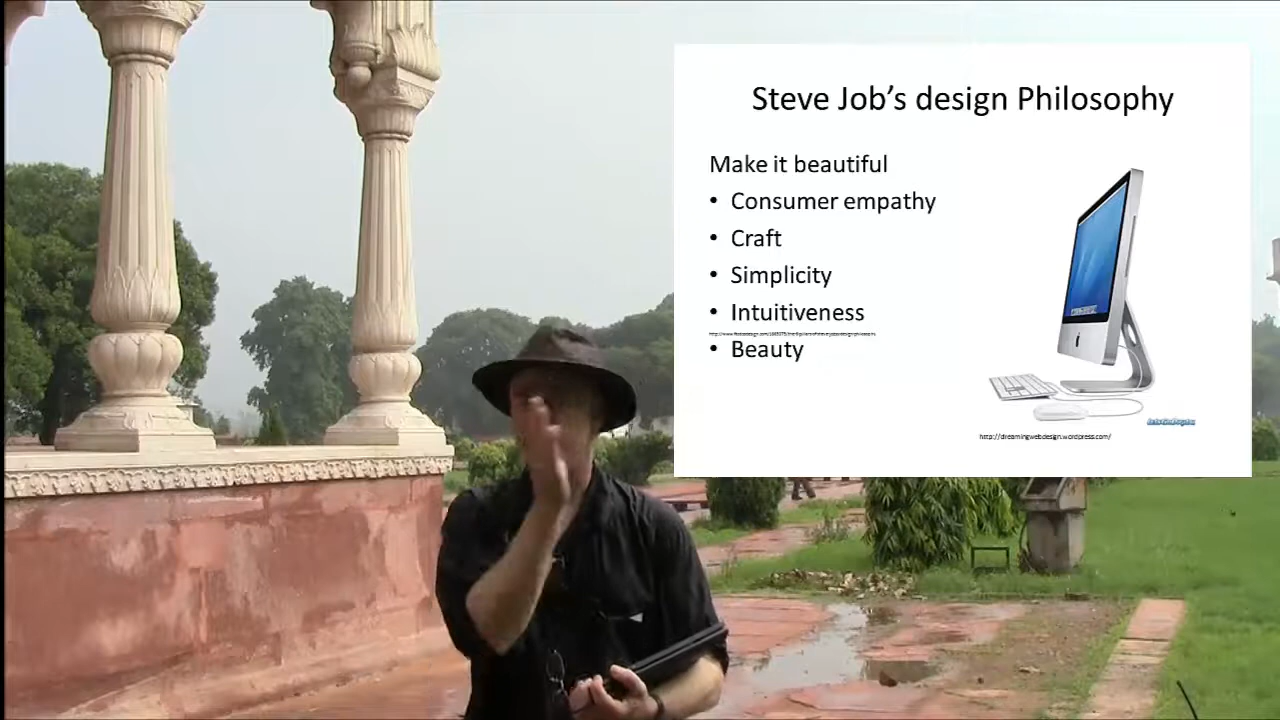 Steve Job’s design Philosophy
Make it beautiful
• Consumer empathy
• Craft
• Simplicity
• Intuitiveness
• Beauty
http://dreamingwebdesign.wordpress.com/